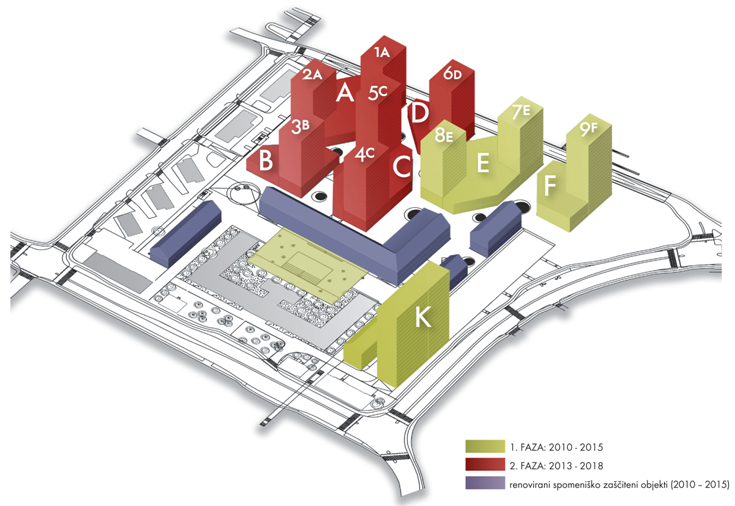 1A
2A
A
6D
5C
D
7E
3B
8E
9F
B
4C
C
E
F
K
1. FAZA: 2010 - 2015
2. FAZA: 2013 - 2018
renovirani spomeniško zaščiteni objekti (2010 – 2015)